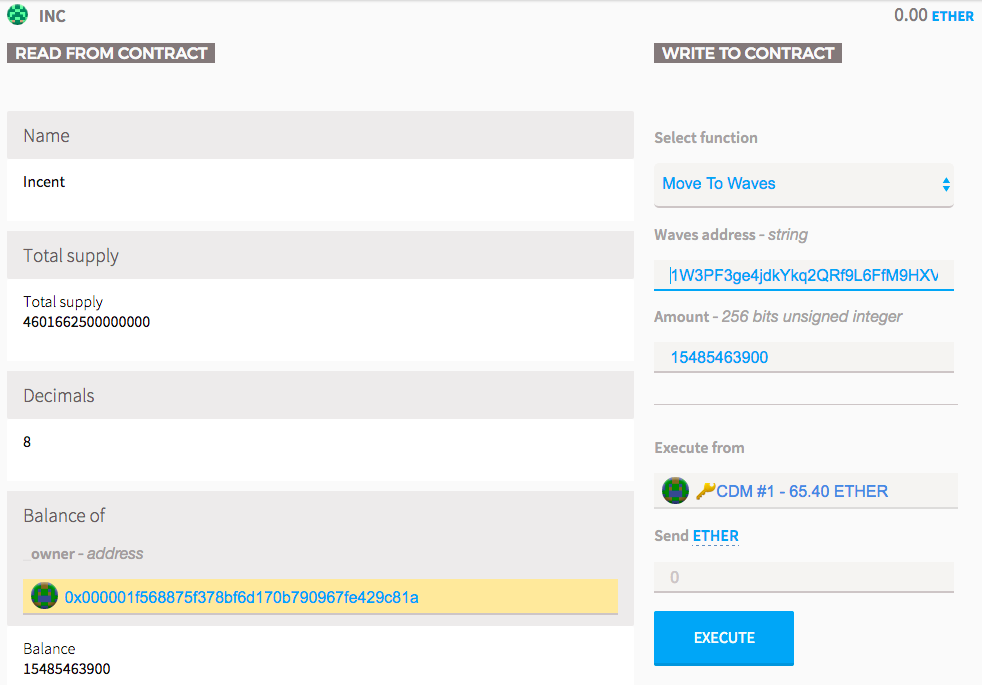 INC
0.00 ETHER
READ FROM CONTRACT
Name
Incent
Total supply
Total supply
4601662500000000
Decimals
8
Balance of
_owner - address
0x000001f568875f378bf6d170b790967fe429c81a
Balance
15485463900
WRITE TO CONTRACT
Select function
Move To Waves
Waves address - string
1W3PF3ge4jdkYkq2QRf9L6FfM9HXV
Amount - 256 bits unsigned integer
15485463900
Execute from
CDM #1 - 65.40 ETHER
Send ETHER
0
EXECUTE